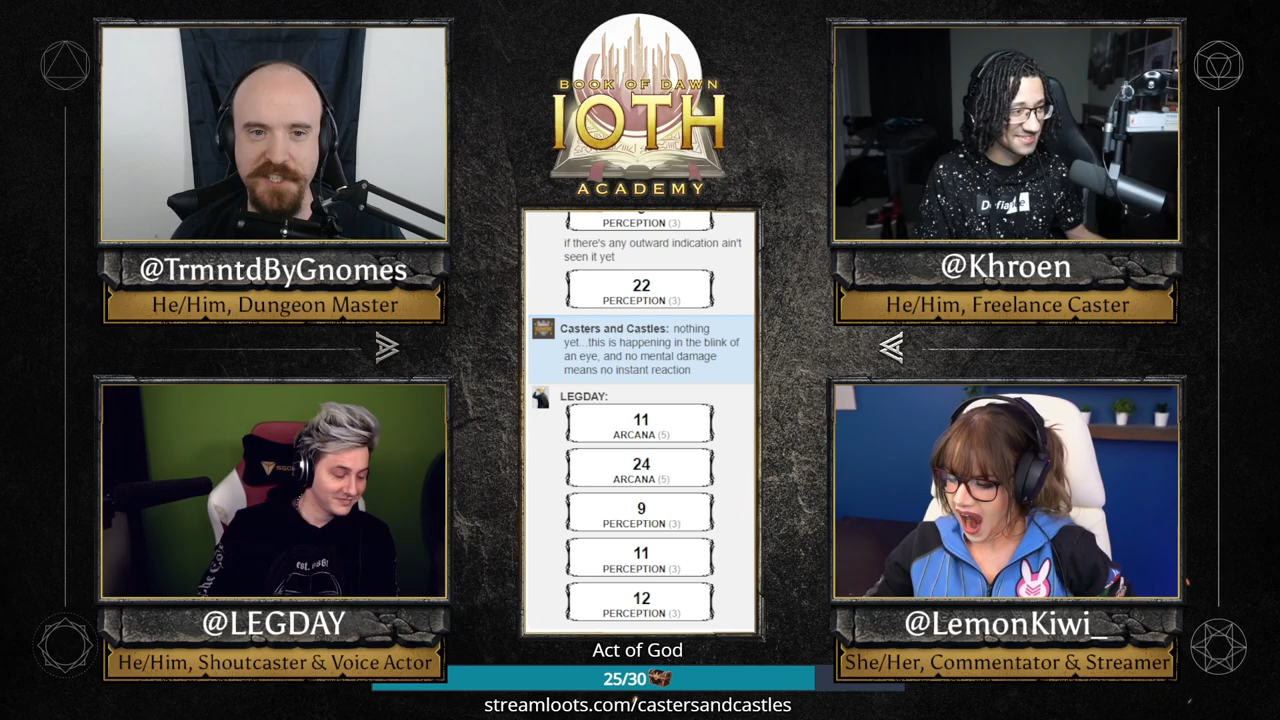 BOOK OF DAWN
IOTH
ACADEMY
@TrmntdByGnomes
He/Him, Dungeon Master
@Khroen
He/Him, Freelance Caster
PERCEPTION (3)
if there's any outward indication ain't
seen it yet
22
PERCEPTION (3)
Casters and Castles: nothing
yet...this is happening in the blink of
an eye, and no mental damage
means no instant reaction
LEGDAY:
11
ARCANA (5)
24
ARCANA (5)
9
PERCEPTION (3)
11
PERCEPTION (3)
12
PERCEPTION (3)
est. 1861
@LEGDAY
He/Him, Shoutcaster & Voice Actor
@LemonKiwi_
She/Her, Commentator & Streamer
Act of God
25/30
streamloots.com/castersandcastles